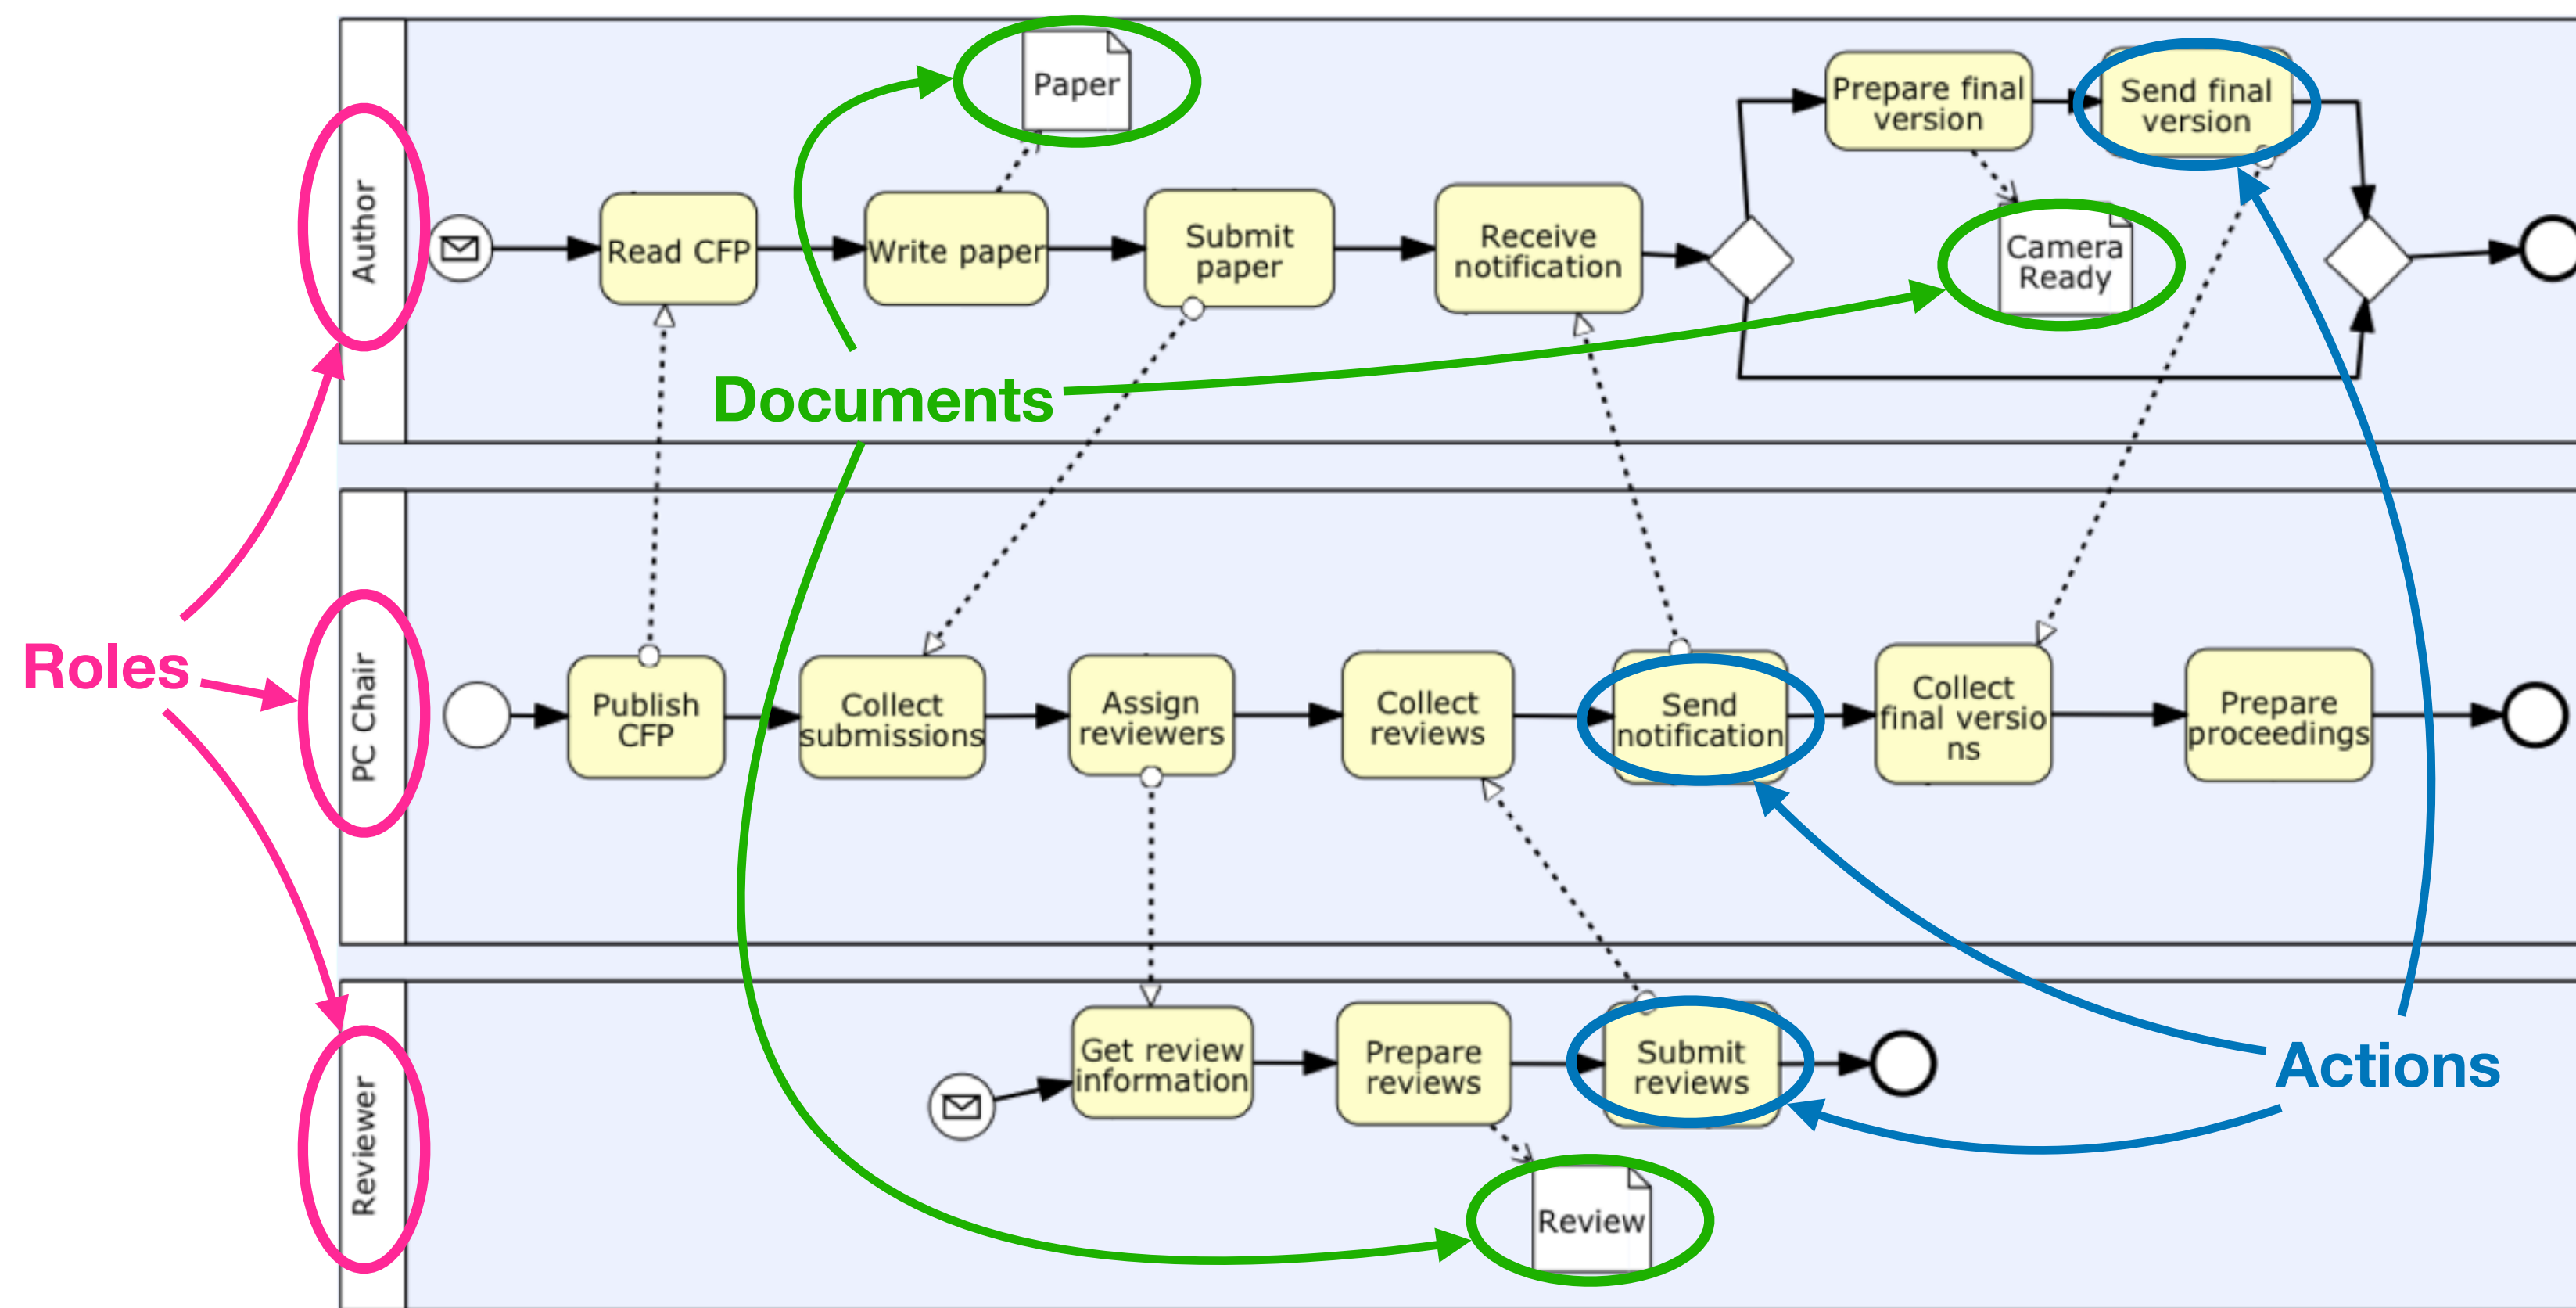 Paper
Prepare final
version
Send final
version
Author
Read CFP
Write paper
Submit
paper
Receive
notification
Camera
Ready
Documents
Roles
PC Chair
Publish
CFP
Collect
submissions
Assign
reviewers
Collect
reviews
Send
notification
Collect
final versio
ns
Prepare
proceedings
Reviewer
Get review
information
Prepare
reviews
Submit
reviews
Actions
Review